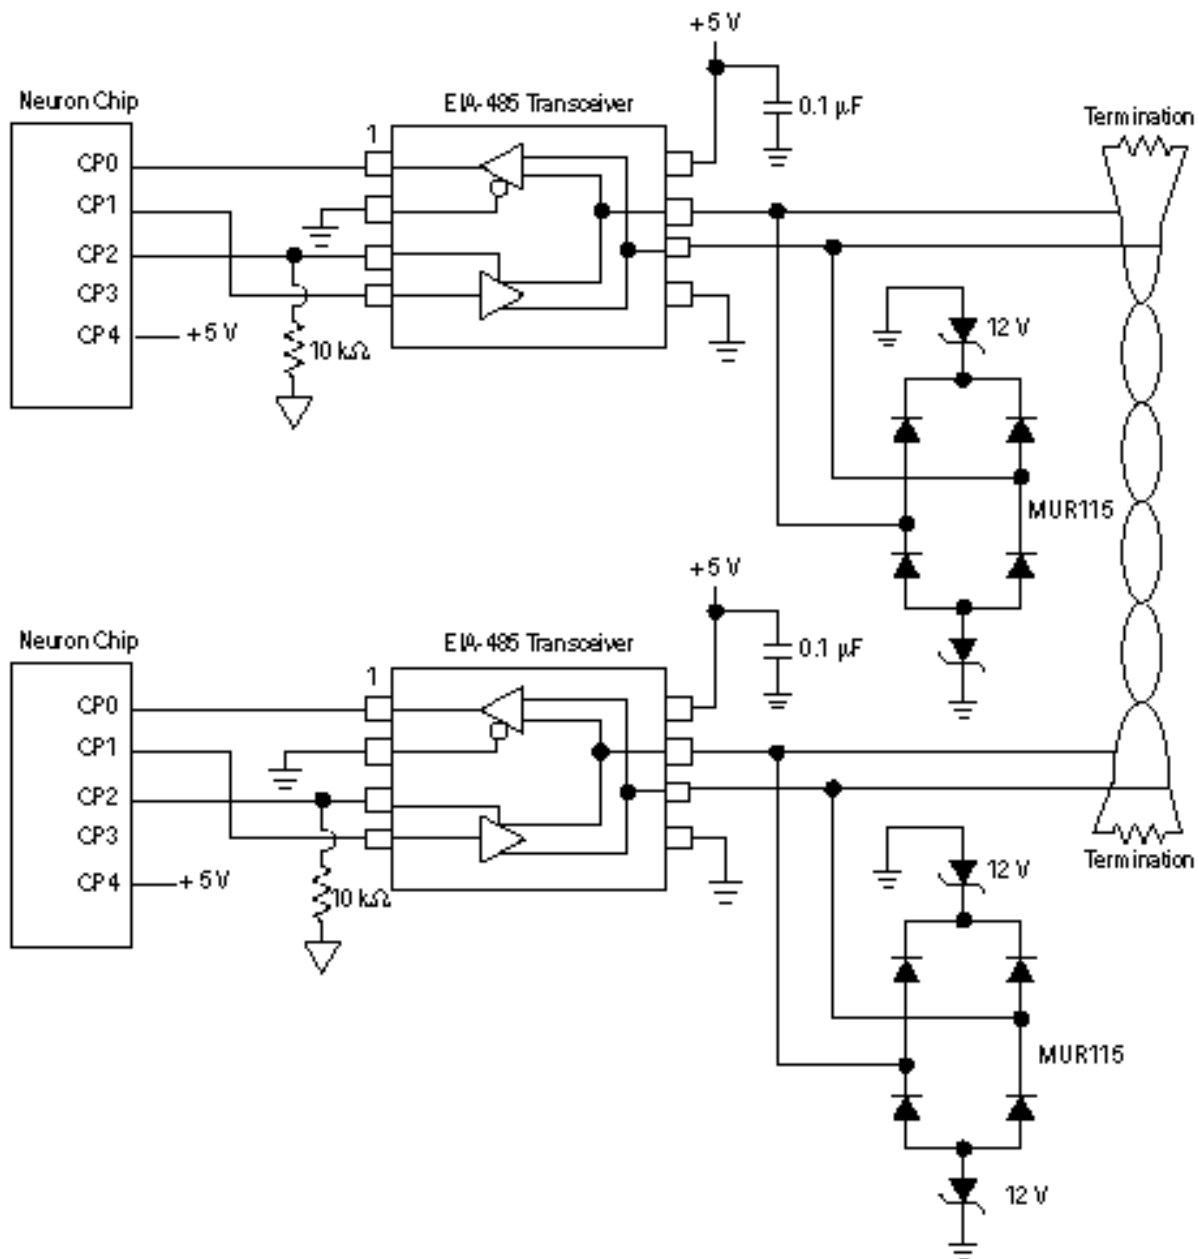 +5 V
Neuron Chip
EIA-485 Transceiver
0.1 µF
Termination
1
CP0
CP1
CP2
CP3
CP4
+5 V
10 kΩ
12 V
MUR115
+5 V
Neuron Chip
EIA-485 Transceiver
0.1 µF
1
CP0
CP1
CP2
CP3
CP4
+5V
10 kΩ
Termination
12 V
MUR115
12 V